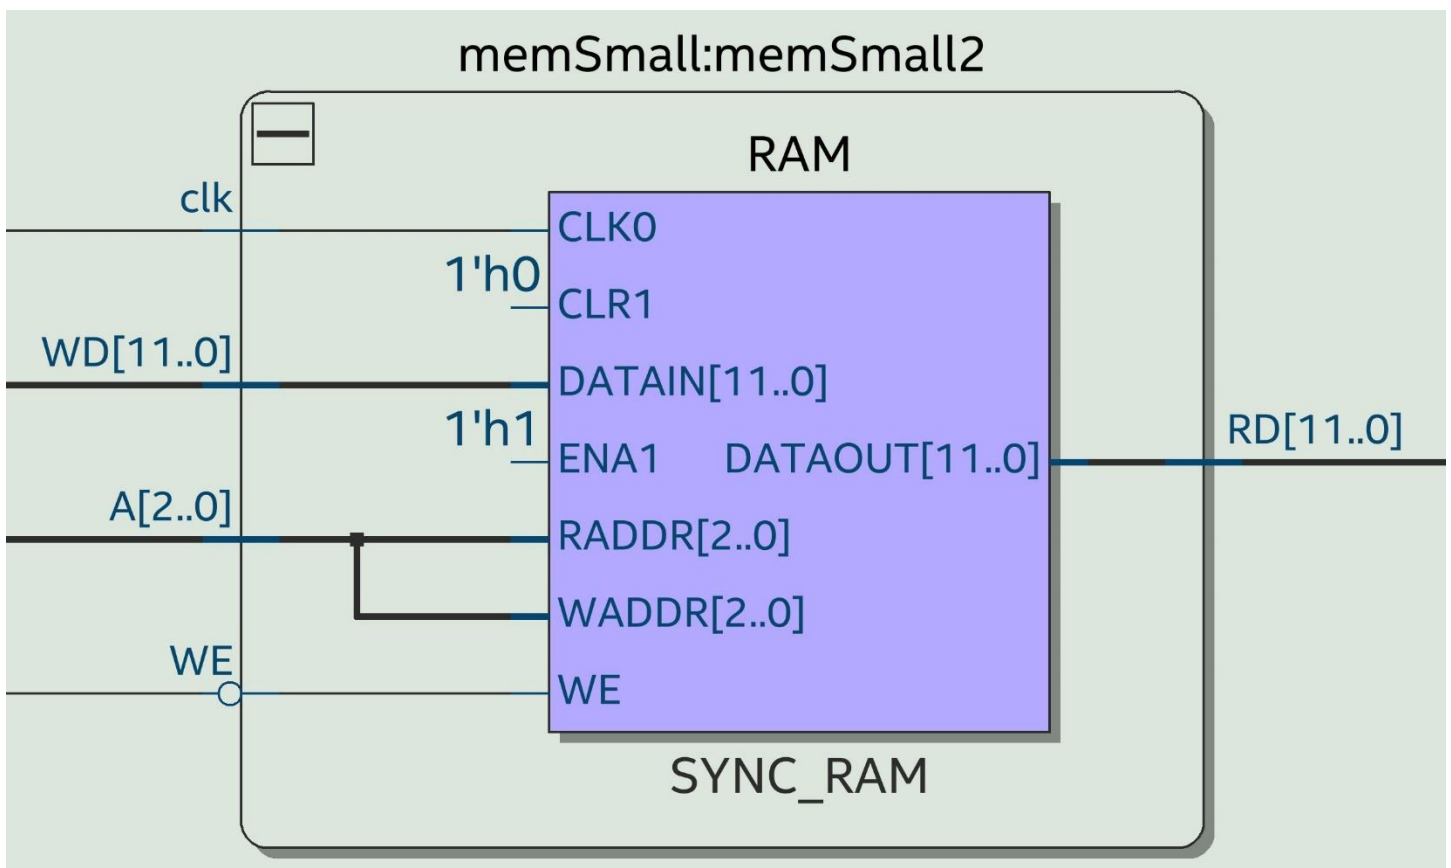 memSmall:memSmall2
RAM
clk
CLK0
1'h0
CLR1
WD[11..0]
DATAIN[11..0]
1'h1
ENA1
DATAOUT[11..0]
RD[11..0]
A[2..0]
RADDR[2..0]
WADDR[2..0]
WE
WE
SYNC_RAM